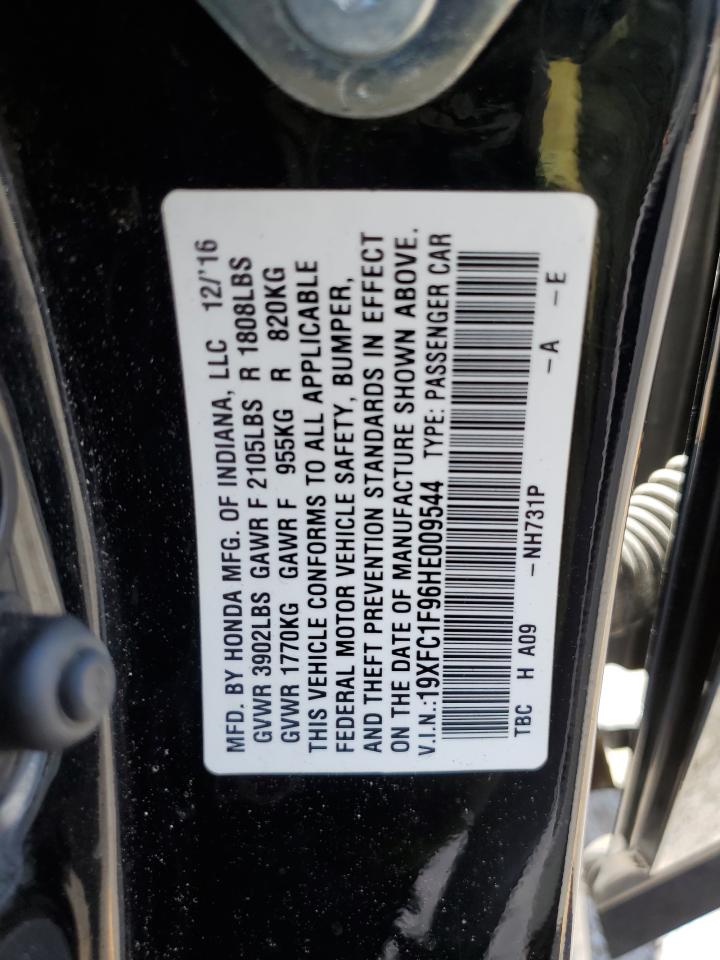 MFD. BY HONDA MFG. OF INDIANA, LLC 12/'16
GVWR 3902LBS GAWR F 2105LBS R 1808LBS
GVWR 1770KG GAWR F 955KG R 820KG
THIS VEHICLE CONFORMS TO ALL APPLICABLE
FEDERAL MOTOR VEHICLE SAFETY, BUMPER,
AND THEFT PREVENTION STANDARDS IN EFFECT
ON THE DATE OF MANUFACTURE SHOWN ABOVE.
V.I.N.:19XFC1F96HE009544 TYPE: PASSENGER CAR
TBC H A09 -NH731P -A -E